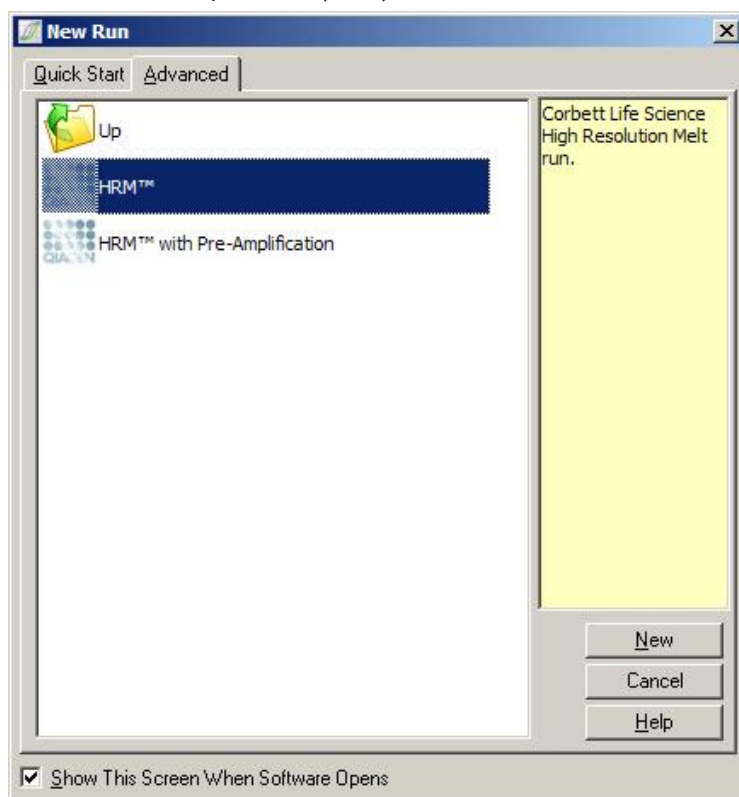 New Run
Quick Start Advanced
Up
HRM™
QIAGEN
HRM™ with Pre-Amplification
Corbett Life Science
High Resolution Melt
run.
New
Cancel
Help
Show This Screen When Software Opens